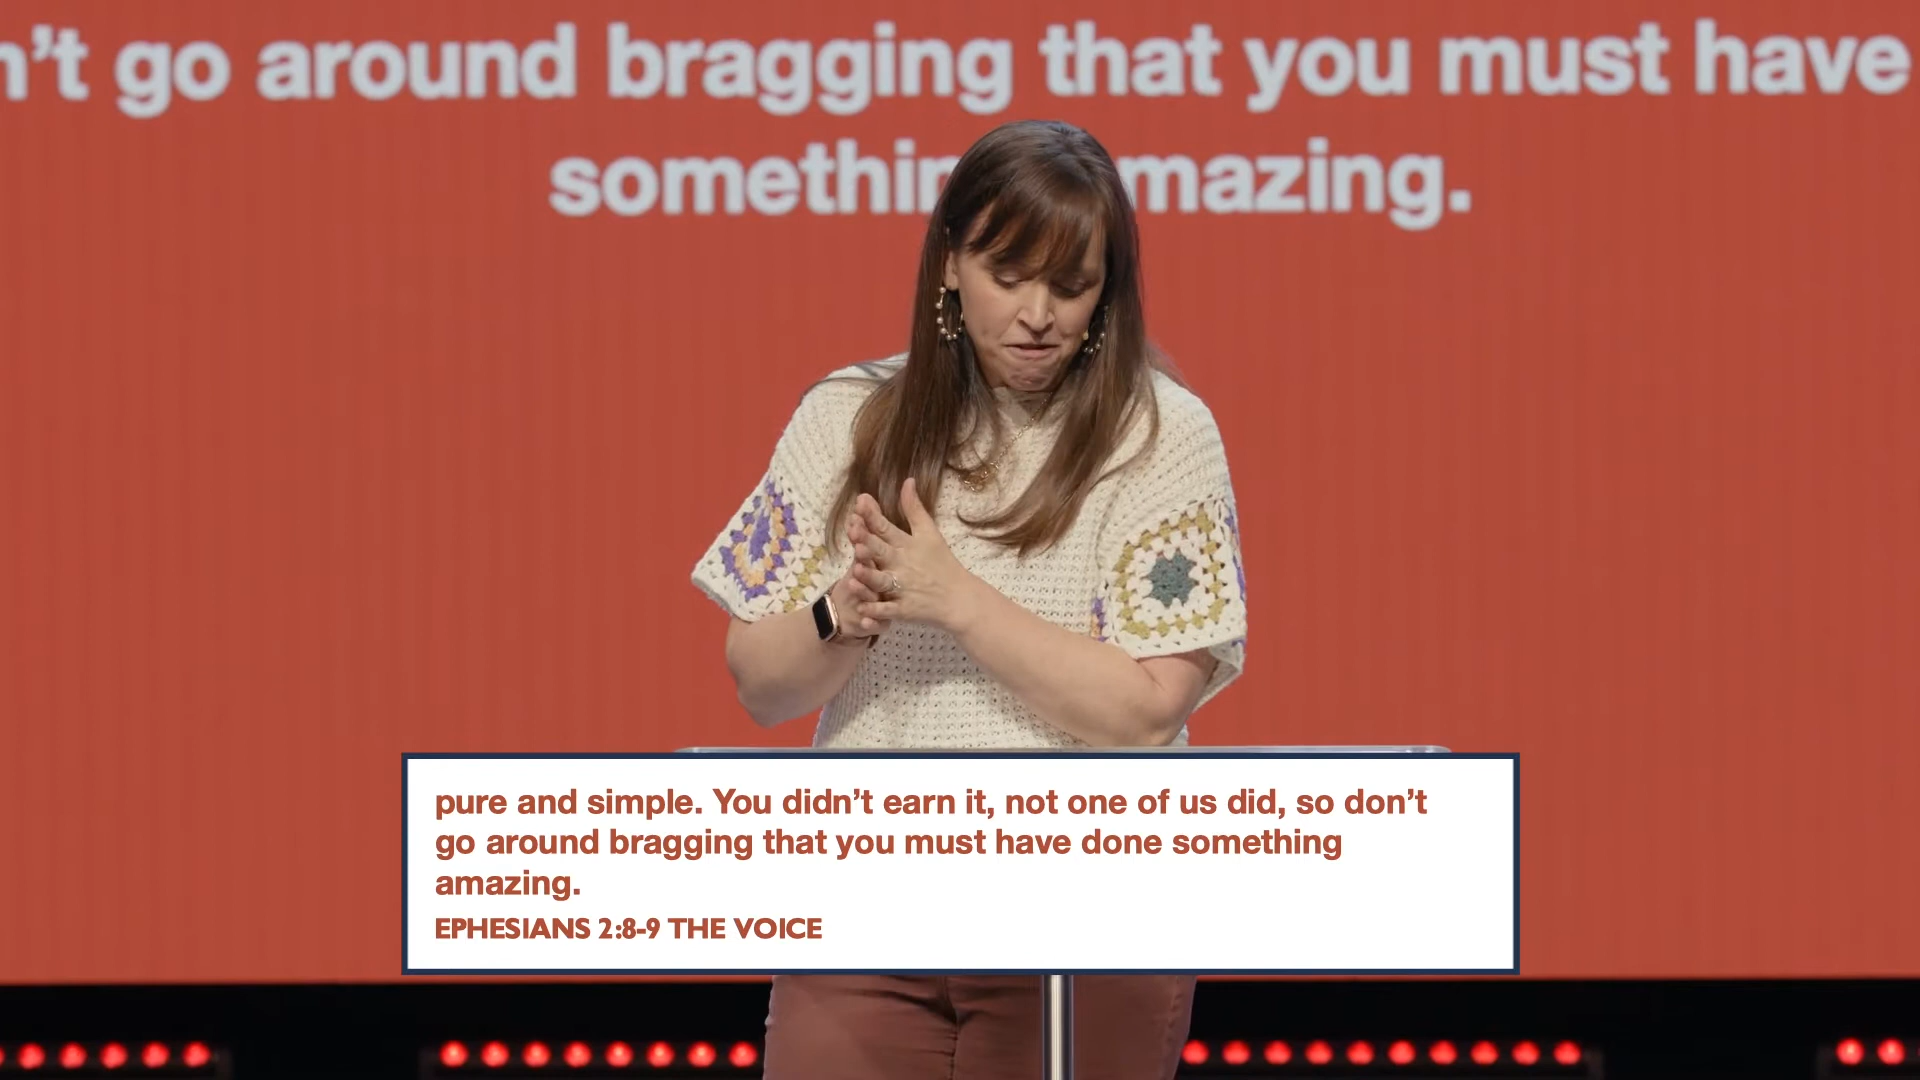 n't go around bragging that you must have
somethin mazing.
pure and simple. You didn't earn it, not one of us did, so don't
go around bragging that you must have done something
amazing.
EPHESIANS 2:8-9 THE VOICE